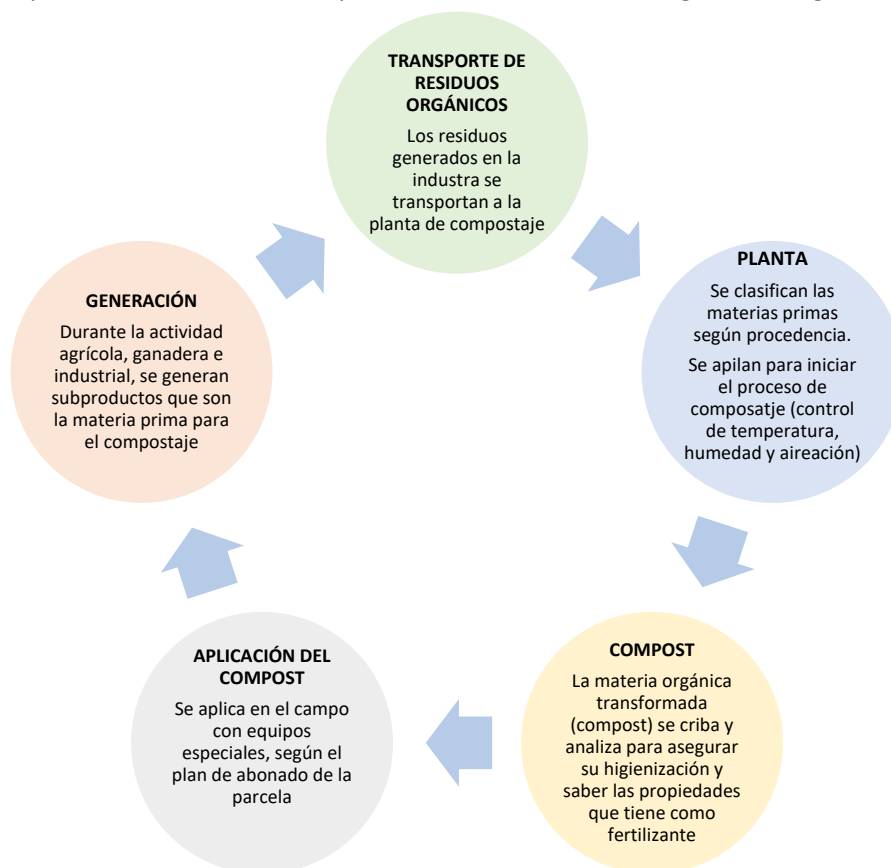 TRANSPORTE DE
RESIDUOS
ORGÁNICOS
Los residuos
generados en la
industra se
transportan a la
planta de compostaje
PLANTA
Se clasifican las
materias primas
según procedencia.
Se apilan para iniciar
el proceso de
composatje (control
de temperatura,
humedad y aireación)
COMPOST
La materia orgánica
transformada
(compost) se criba y
analiza para asegurar
su higienización y
saber las propiedades
que tiene como
fertilizante
APLICACIÓN DEL
COMPOST
Se aplica en el campo
con equipos
especiales, según el
plan de abonado de la
parcela
GENERACIÓN
Durante la actividad
agrícola, ganadera e
industrial, se generan
subproductos que son
la materia prima para
el compostaje